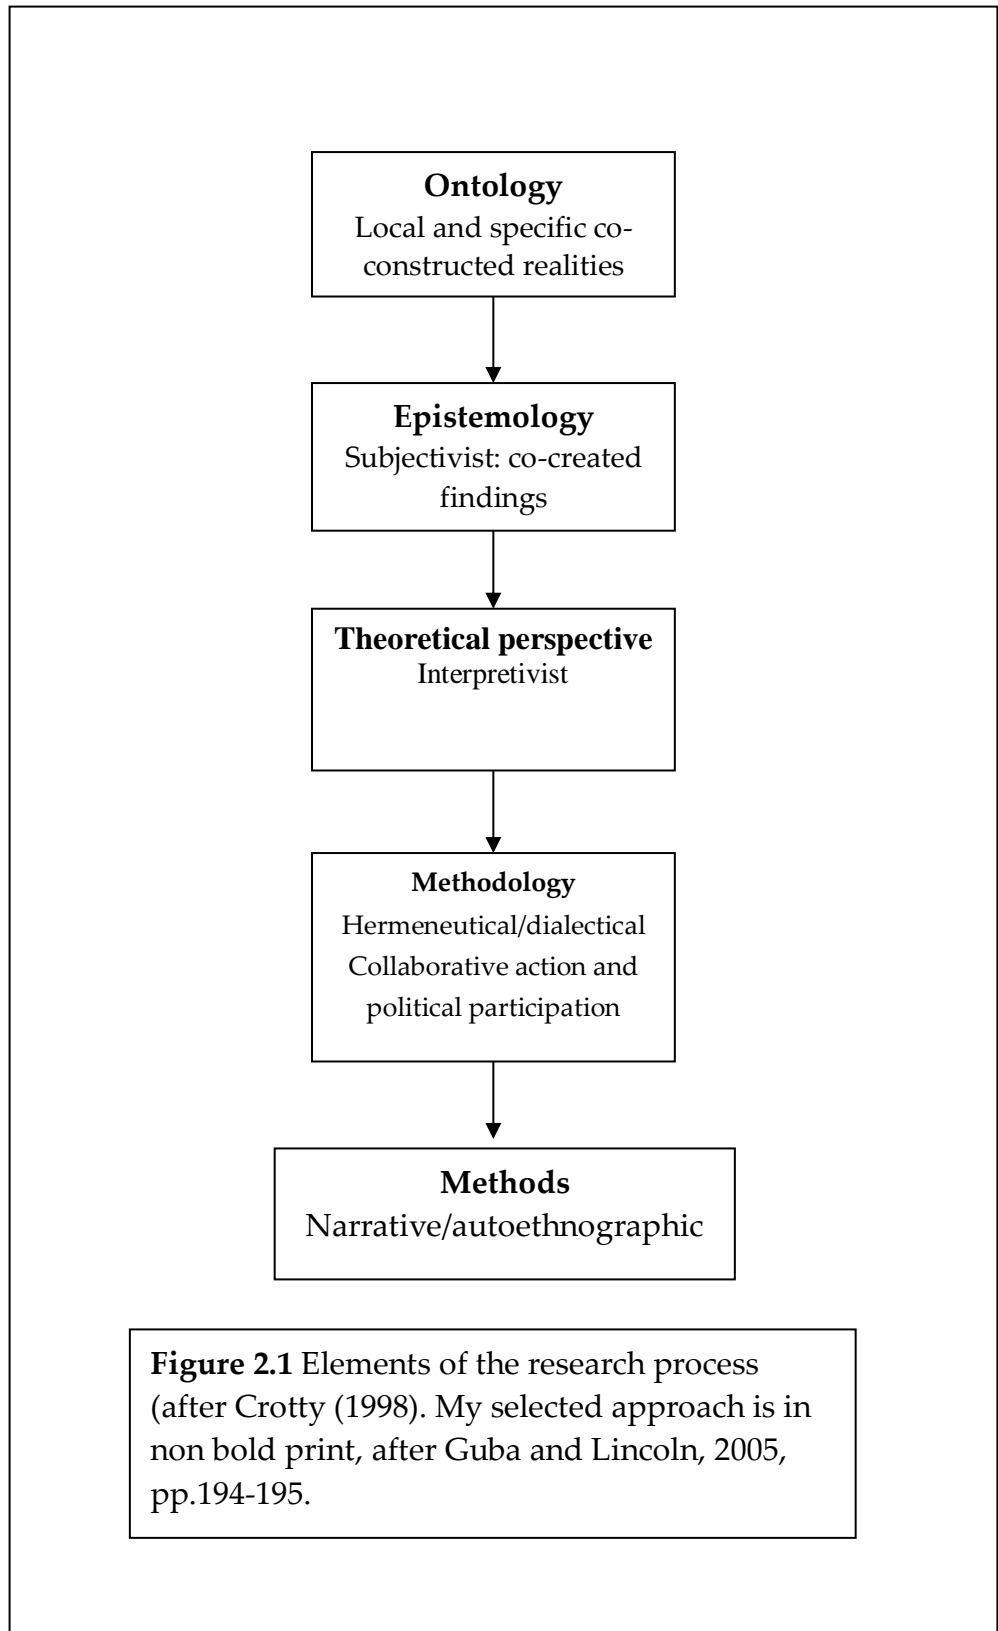 Ontology
Local and specific co-
constructed realities
Epistemology
Subjectivist: co-created
findings
Theoretical perspective
Interpretivist
Methodology
Hermeneutical/dialectical
Collaborative action and
political participation
Methods
Narrative/autoethnographic
Figure 2.1 Elements of the research process
(after Crotty (1998). My selected approach is in
non bold print, after Guba and Lincoln, 2005,
pp.194-195.